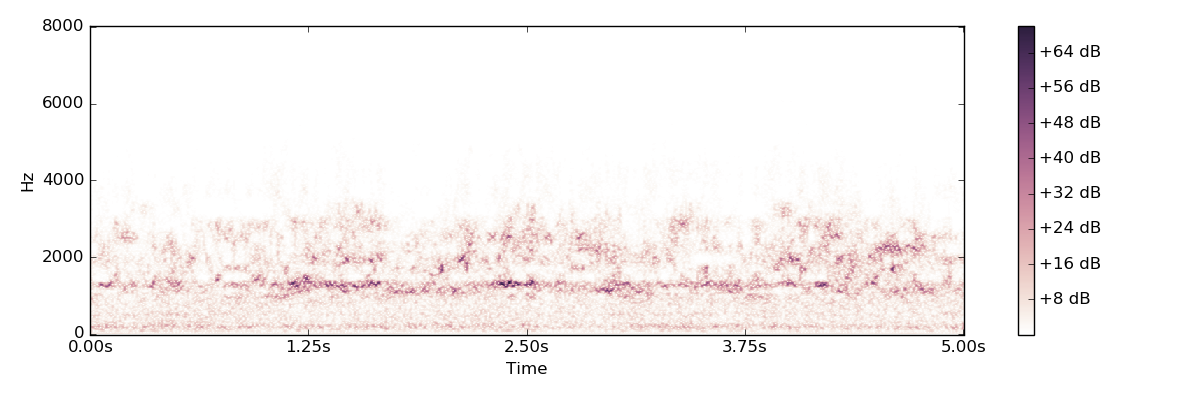 8000
6000
4000
2000
0
Hz
0.00s 1.25s 2.50s 3.75s 5.00s
Time
+64 dB
+56 dB
+48 dB
+40 dB
+32 dB
+24 dB
+16 dB
+8 dB